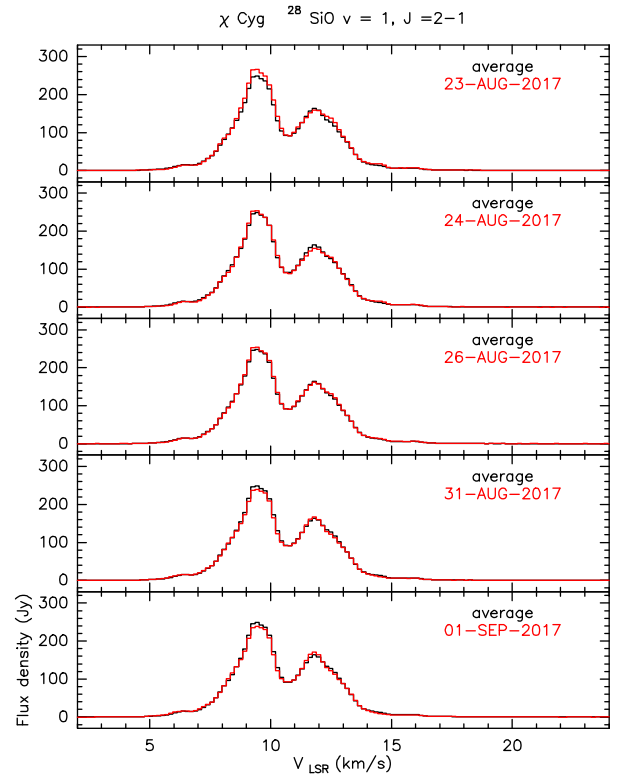 χ Cyg ²⁸ SiO v = 1, J =2−1
300
200
100
0
average
23−AUG−2017
300
200
100
0
average
24−AUG−2017
300
200
100
0
average
26−AUG−2017
300
200
100
0
average
31−AUG−2017
300
200
100
0
average
01−SEP−2017
Flux density (Jy)
5 10 15 20
V LSR (km/s)